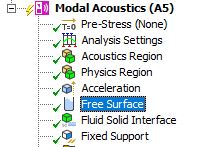 Modal Acoustics (A5)
Pre-Stress (None)
Analysis Settings
Acoustics Region
Physics Region
Acceleration
Free Surface
Fluid Solid Interface
Fixed Support